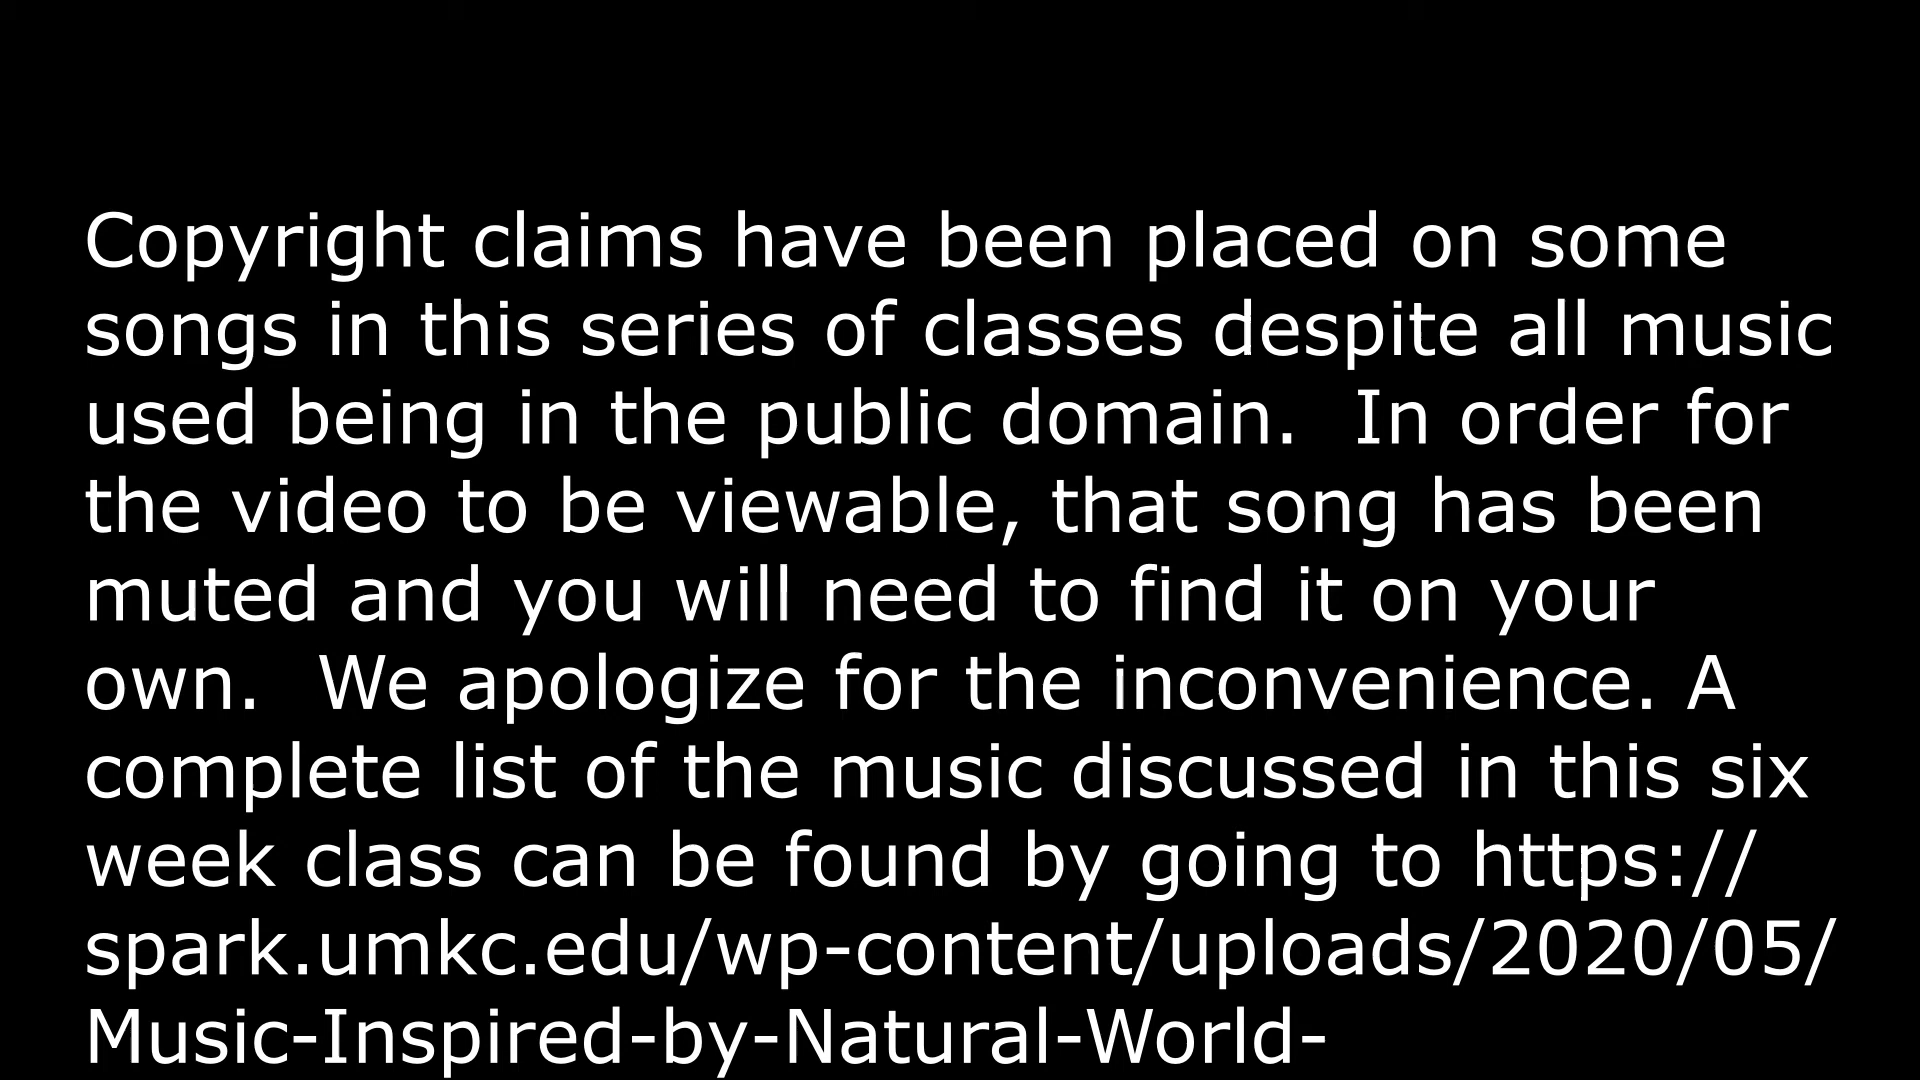 Copyright claims have been placed on some
songs in this series of classes despite all music
used being in the public domain.  In order for
the video to be viewable, that song has been
muted and you will need to find it on your
own.  We apologize for the inconvenience. A
complete list of the music discussed in this six
week class can be found by going to https://
spark.umkc.edu/wp-content/uploads/2020/05/
Music-Inspired-by-Natural-World-